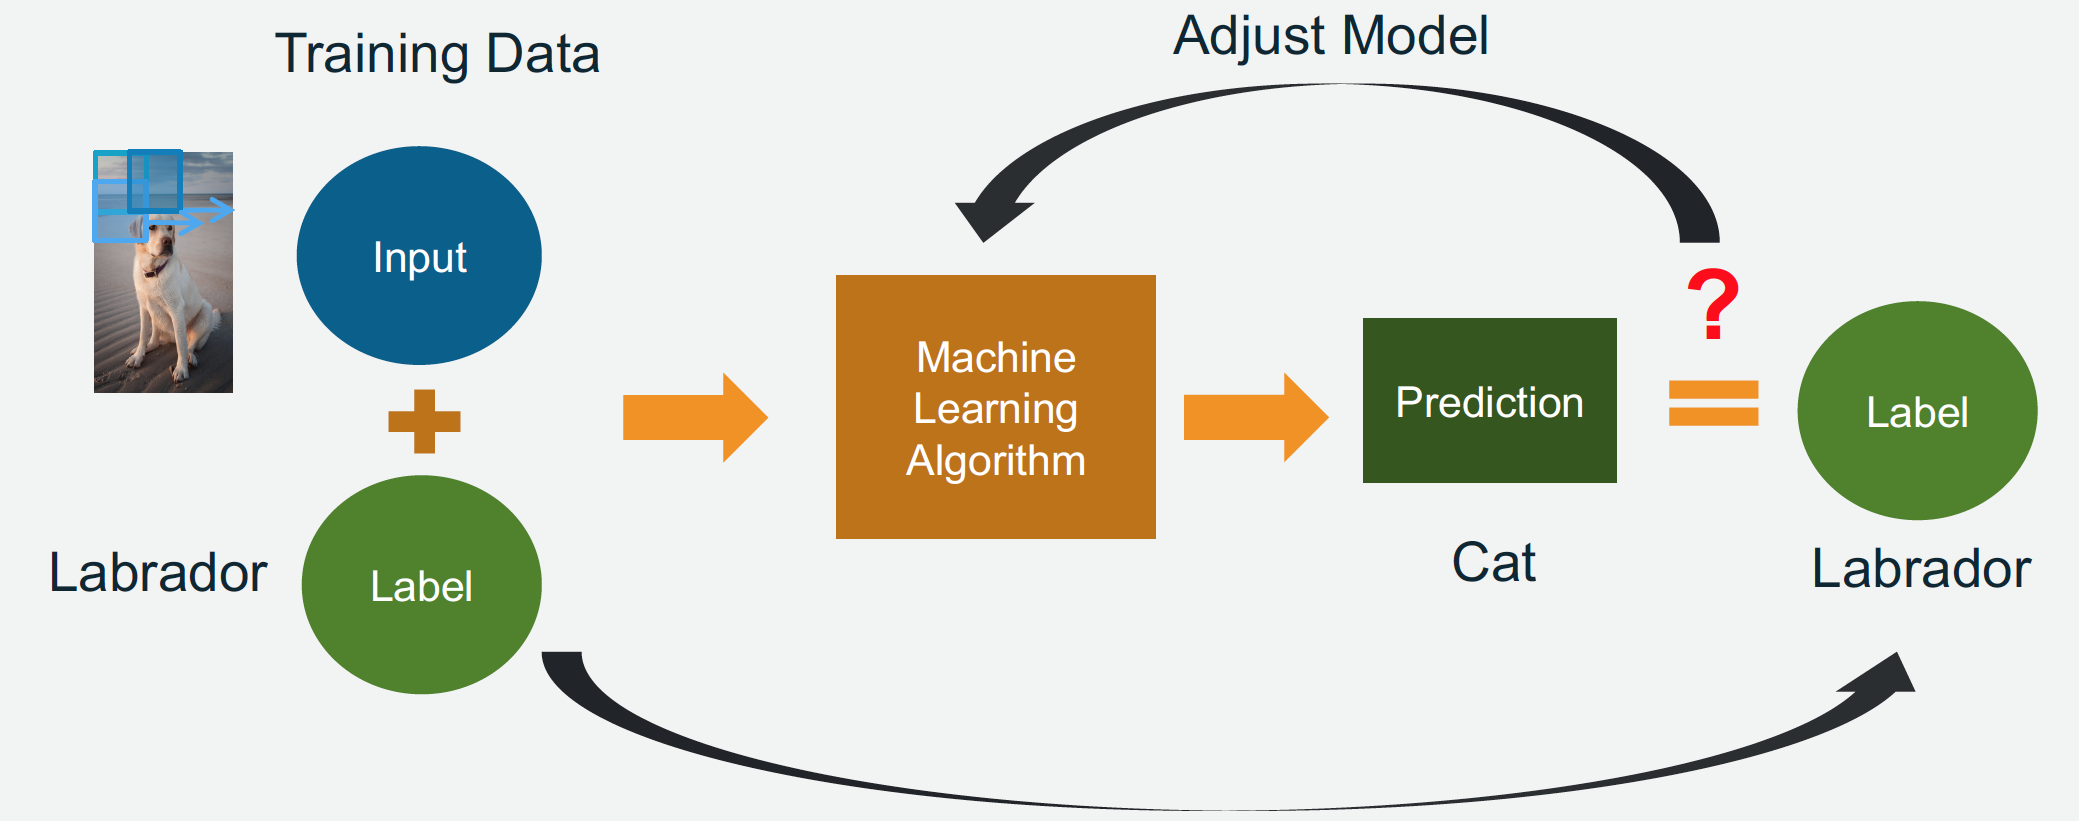 Training Data
Adjust Model
Input
Label
Labrador
Machine
Learning
Algorithm
Prediction
Cat
?
Label
Labrador